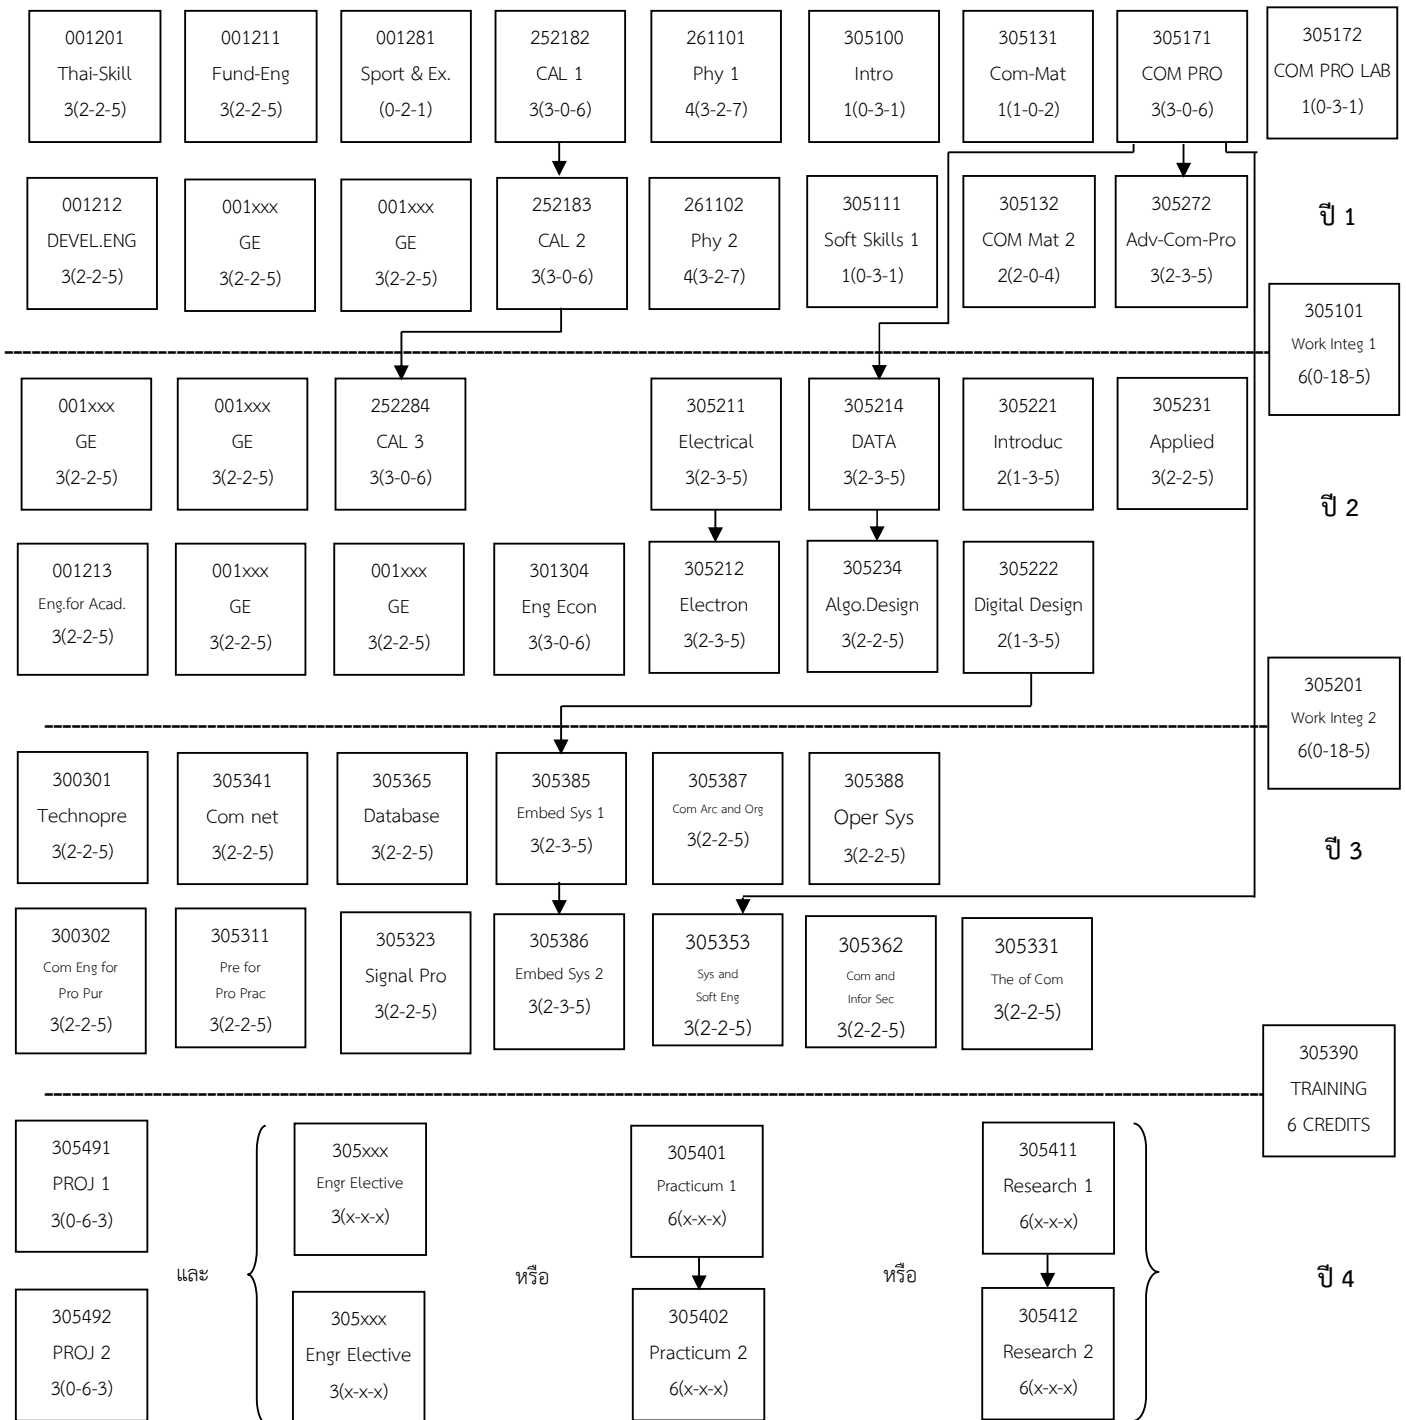 001201
Thai-Skill
3(2-2-5)
001211
Fund-Eng
3(2-2-5)
001281
Sport & Ex.
(0-2-1)
252182
CAL 1
3(3-0-6)
261101
Phy 1
4(3-2-7)
305100
Intro
1(0-3-1)
305131
Com-Mat
1(1-0-2)
305171
COM PRO
3(3-0-6)
305172
COM PRO LAB
1(0-3-1)
001212
DEVEL.ENG
3(2-2-5)
001xxx
GE
3(2-2-5)
001xxx
GE
3(2-2-5)
252183
CAL 2
3(3-0-6)
261102
Phy 2
4(3-2-7)
305111
Soft Skills 1
1(0-3-1)
305132
COM Mat 2
2(2-0-4)
305272
Adv-Com-Pro
3(2-3-5)
ปี 1
305101
Work Integ 1
6(0-18-5)
001xxx
GE
3(2-2-5)
001xxx
GE
3(2-2-5)
252284
CAL 3
3(3-0-6)
305211
Electrical
3(2-3-5)
305214
DATA
3(2-3-5)
305221
Introduc
2(1-3-5)
305231
Applied
3(2-2-5)
ปี 2
001213
Eng.for Acad.
3(2-2-5)
001xxx
GE
3(2-2-5)
001xxx
GE
3(2-2-5)
301304
Eng Econ
3(3-0-6)
305212
Electron
3(2-3-5)
305234
Algo.Design
3(2-2-5)
305222
Digital Design
2(1-3-5)
305201
Work Integ 2
6(0-18-5)
300301
Technopre
3(2-2-5)
305341
Com net
3(2-2-5)
305365
Database
3(2-2-5)
305385
Embed Sys 1
3(2-3-5)
305387
Com Arc and Org
3(2-2-5)
305388
Oper Sys
3(2-2-5)
ปี 3
300302
Com Eng for
Pro Pur
3(2-2-5)
305311
Pre for
Pro Prac
3(2-2-5)
305323
Signal Pro
3(2-2-5)
305386
Embed Sys 2
3(2-3-5)
305353
Sys and
Soft Eng
3(2-2-5)
305362
Com and
Infor Sec
3(2-2-5)
305331
The of Com
3(2-2-5)
305390
TRAINING
6 CREDITS
305491
PROJ 1
3(0-6-3)
และ
305xxx
Engr Elective
3(x-x-x)
หรือ
305401
Practicum 1
6(x-x-x)
หรือ
305411
Research 1
6(x-x-x)
ปี 4
305492
PROJ 2
3(0-6-3)
305xxx
Engr Elective
3(x-x-x)
305402
Practicum 2
6(x-x-x)
305412
Research 2
6(x-x-x)